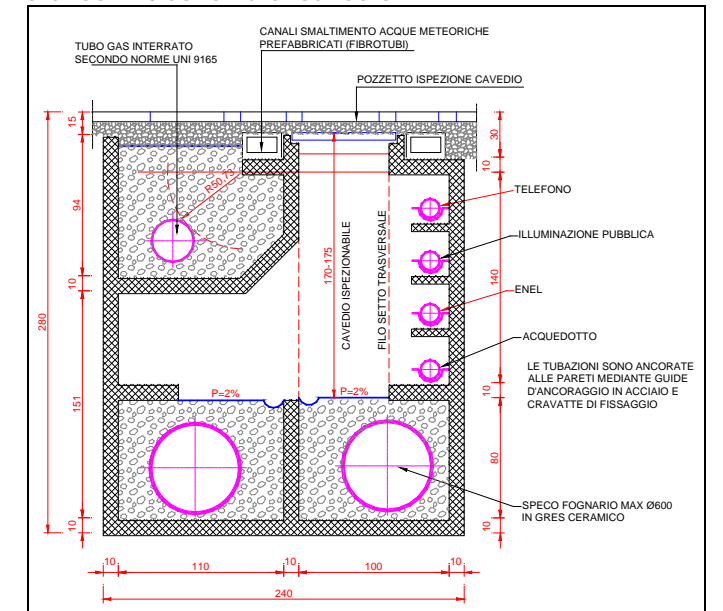 CANALI SMALTIMENTO ACQUE METEORICHE
PREFABBRICATI (FIBROTUBI)
TUBO GAS INTERRATO
SECONDO NORME UNI 9165
POZZETTO ISPEZIONE CAVEDIO
15
30
10
R50,73
94
TELEFONO
ILLUMINAZIONE PUBBLICA
170-175
CAVEDIO ISPEZIONABILE
FILO SETTO TRASVERSALE
140
10
280
ENEL
ACQUEDOTTO
LE TUBAZIONI SONO ANCORATE
ALLE PARETI MEDIANTE GUIDE
D'ANCORAGGIO IN ACCIAIO E
CRAVATTE DI FISSAGGIO
P=2%
P=2%
10
151
80
SPECO FOGNARIO MAX Ø600
IN GRES CERAMICO
10
10
10
110
10
100
10
240